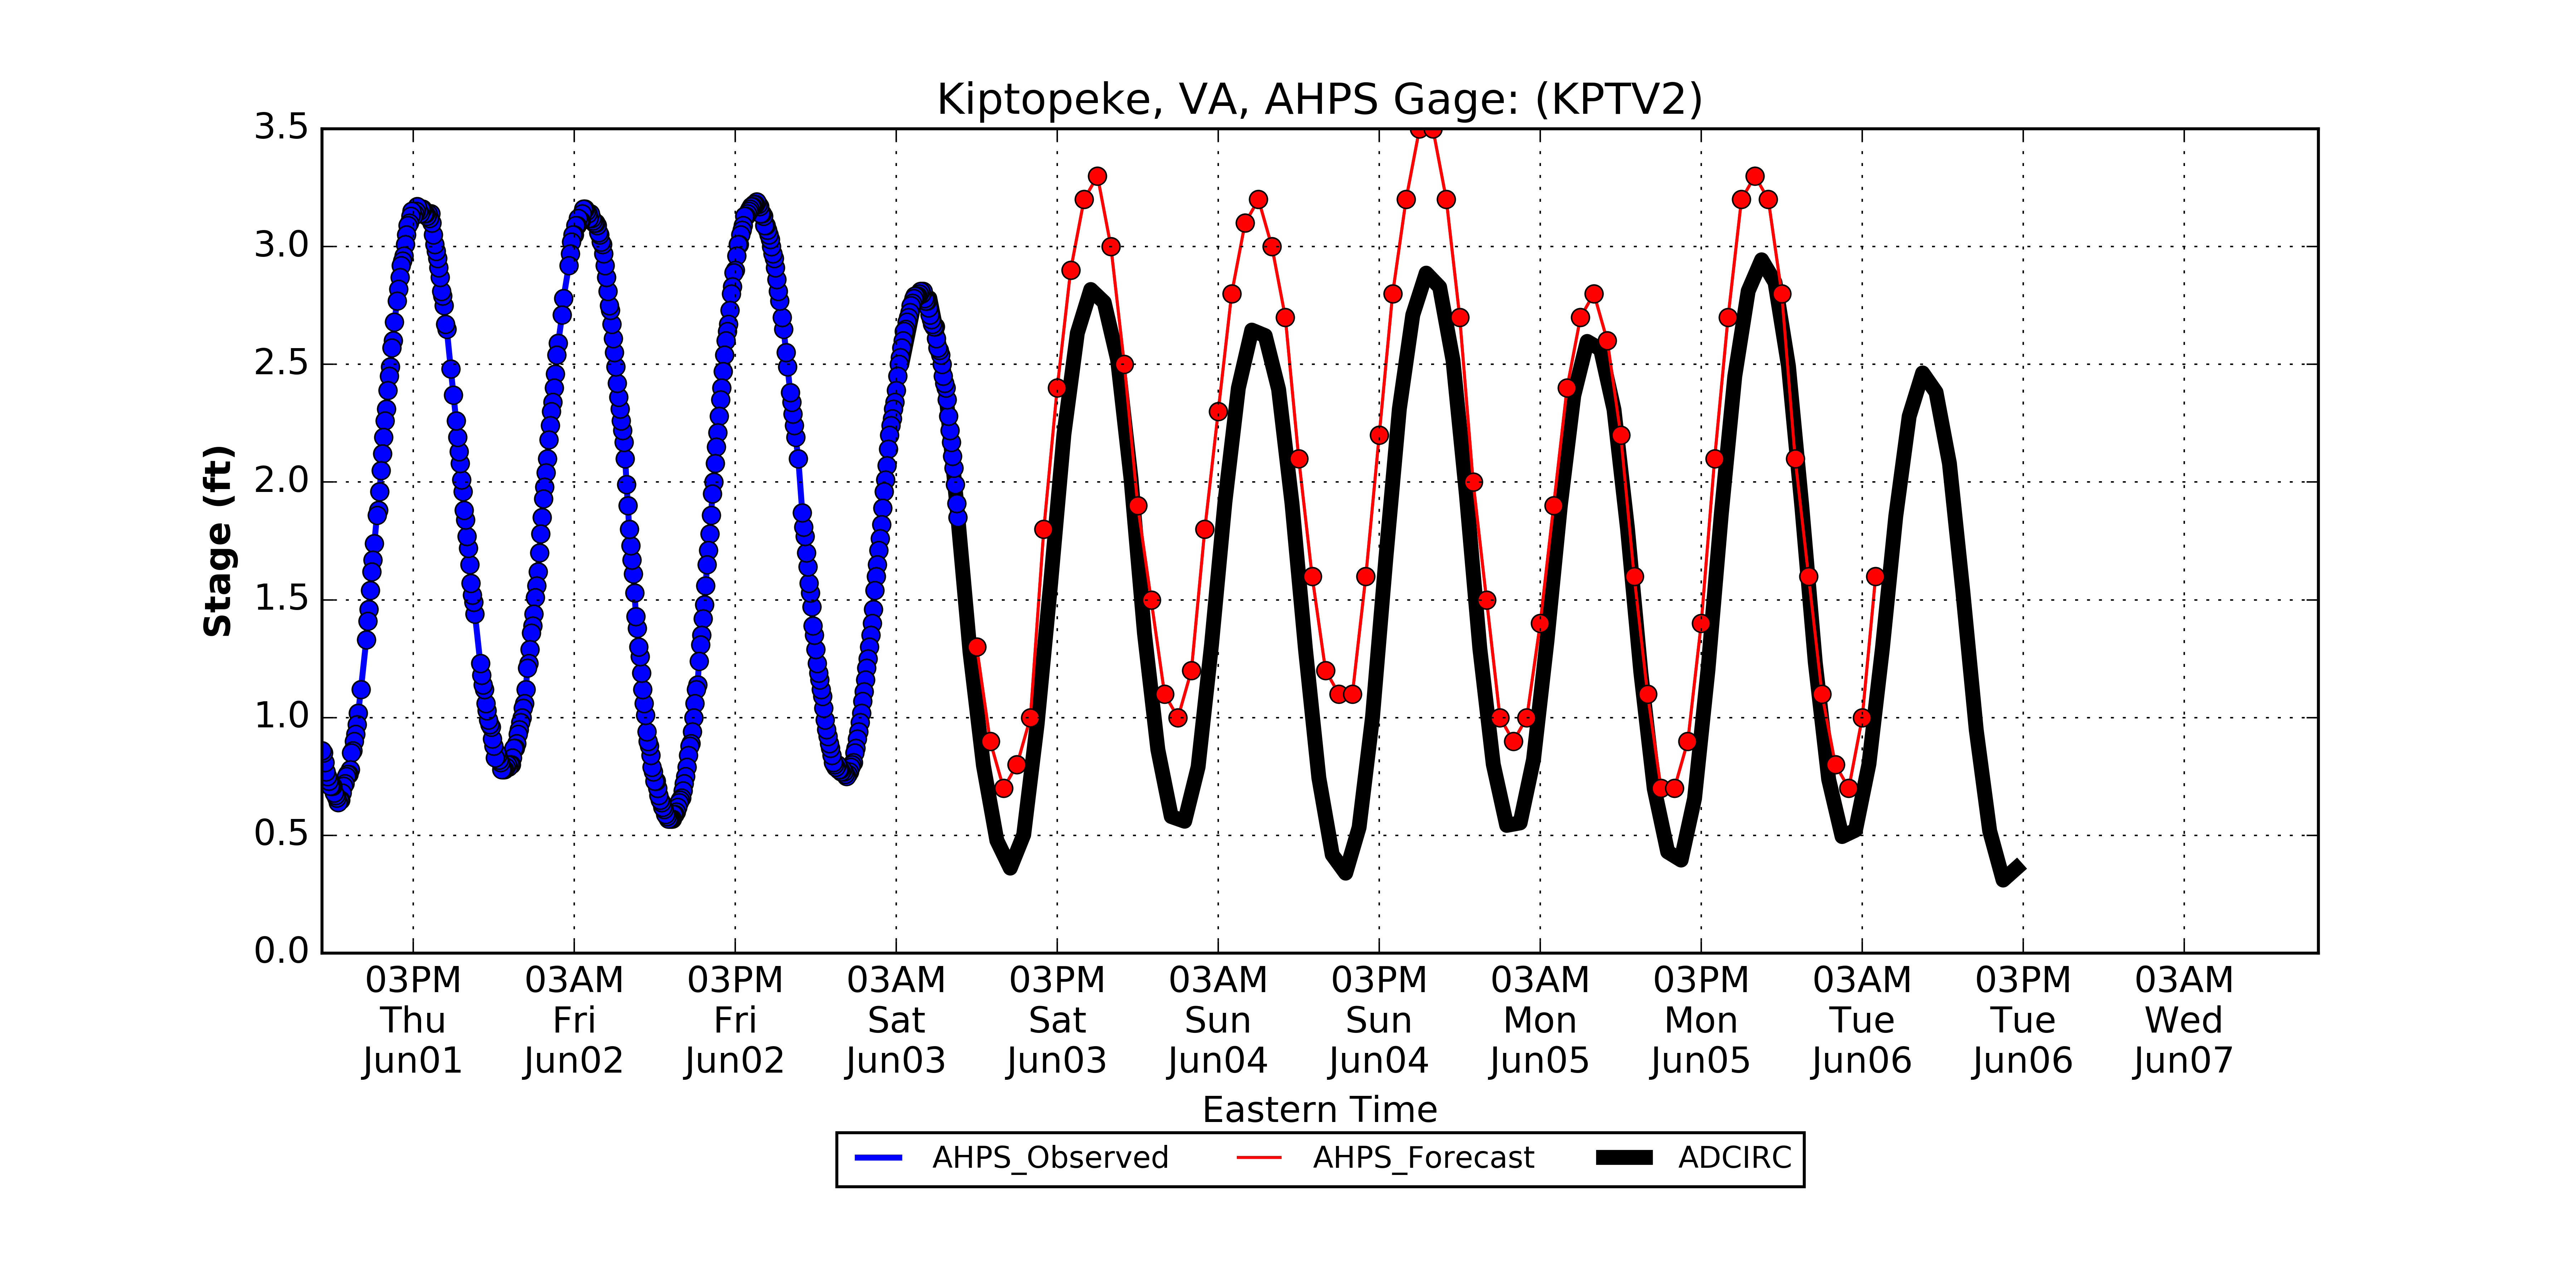 Kiptopeke, VA, AHPS Gage: (KPTV2)
3.5
3.0
2.5
2.0
1.5
1.0
0.5
0.0
Stage (ft)
03PM 03AM 03PM 03AM 03PM 03AM 03PM 03AM 03PM 03AM 03PM 03AM
Thu Fri Fri Sat Sat Sun Sun Mon Mon Tue Tue Wed
Jun01 Jun02 Jun02 Jun03 Jun03 Jun04 Jun04 Jun05 Jun05 Jun06 Jun06 Jun07
Eastern Time
AHPS_Observed AHPS_Forecast ADCIRC